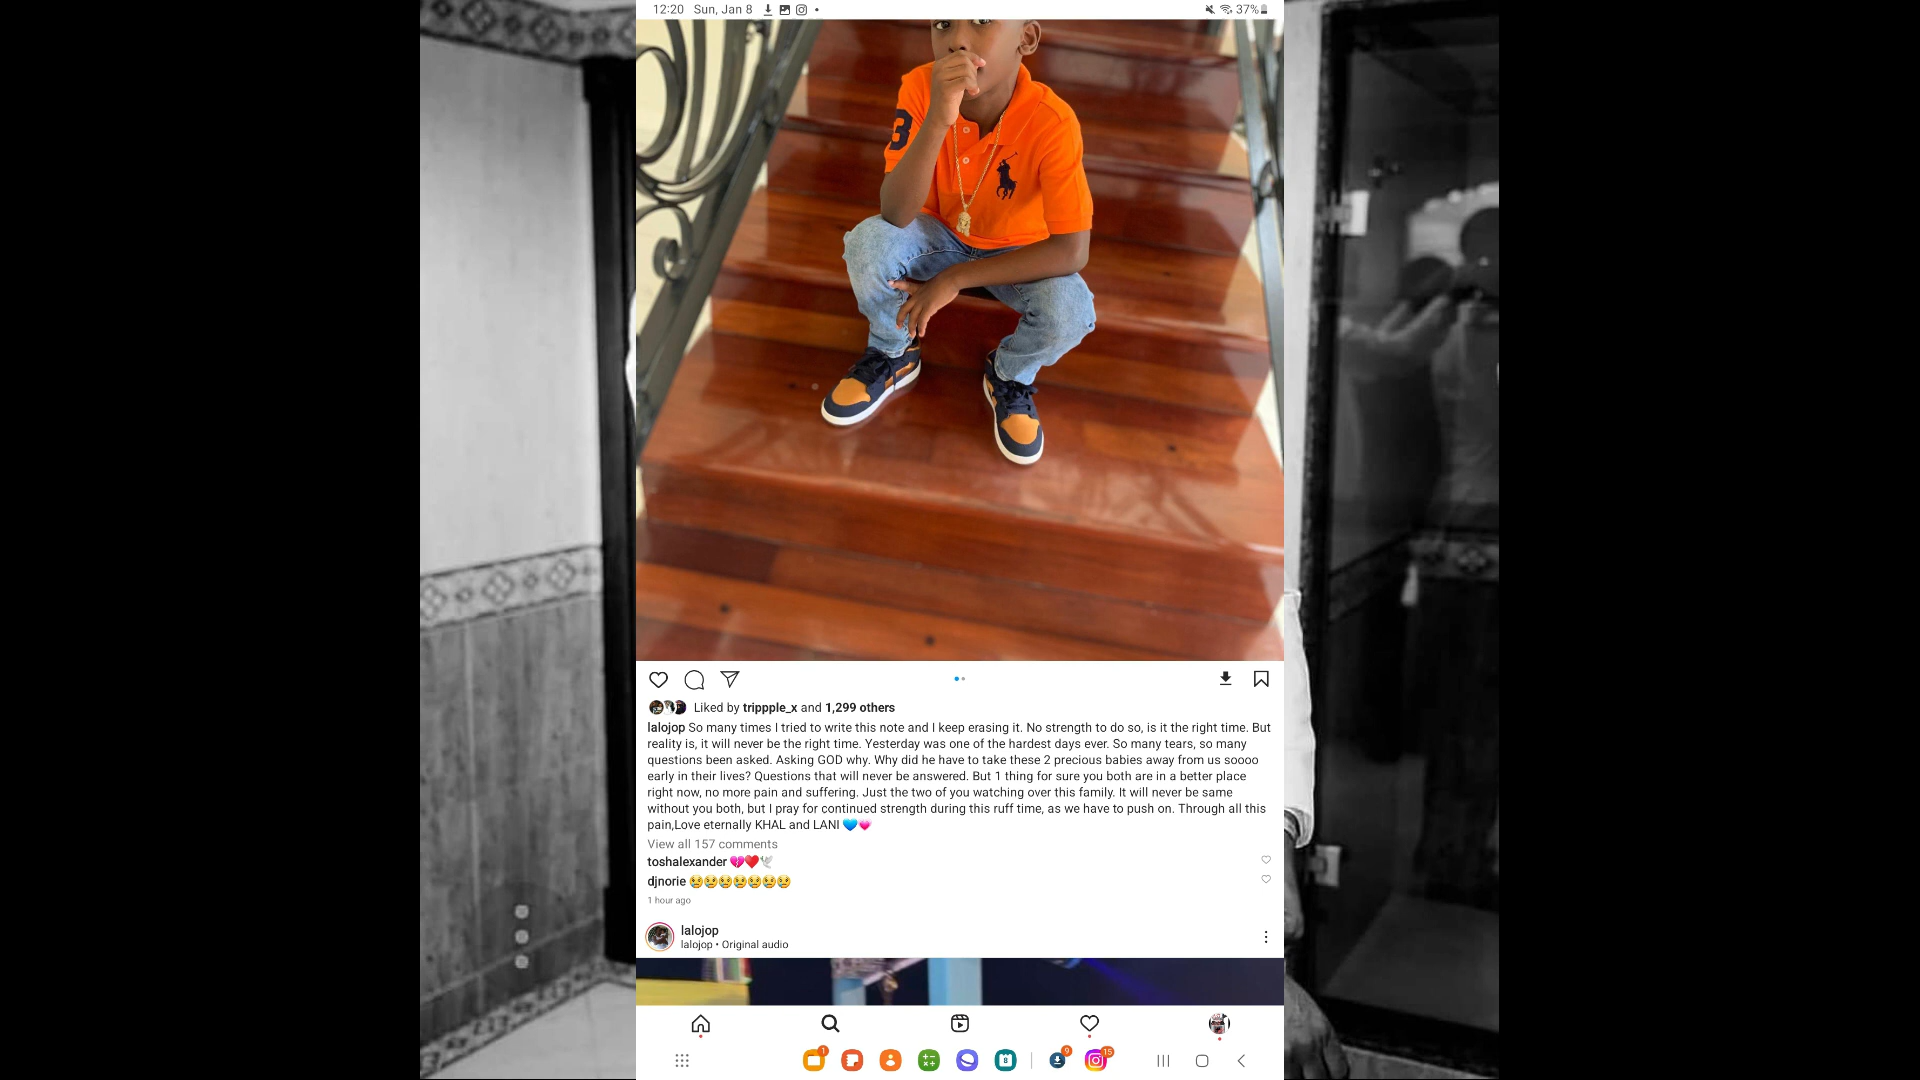 12:20 Sun, Jan 8
37%
3
Liked by trippple_x and 1,299 others
lalojop So many times I tried to write this note and I keep erasing it. No strength to do so, is it the right time. But
reality is, it will never be the right time. Yesterday was one of the hardest days ever. So many tears, so many
questions been asked. Asking GOD why. Why did he have to take these 2 precious babies away from us soooo
early in their lives? Questions that will never be answered. But 1 thing for sure you both are in a better place
right now, no more pain and suffering. Just the two of you watching over this family. It will never be same
without you both, but I pray for continued strength during this ruff time, as we have to push on. Through all this
pain,Love eternally KHAL and LANI 💙💗
View all 157 comments
toshalexander 💔❤️🕊️
djnorie 😢😢😢😢😢😢😢
1 hour ago
lalojop
lalojop • Original audio
1
8
9
15